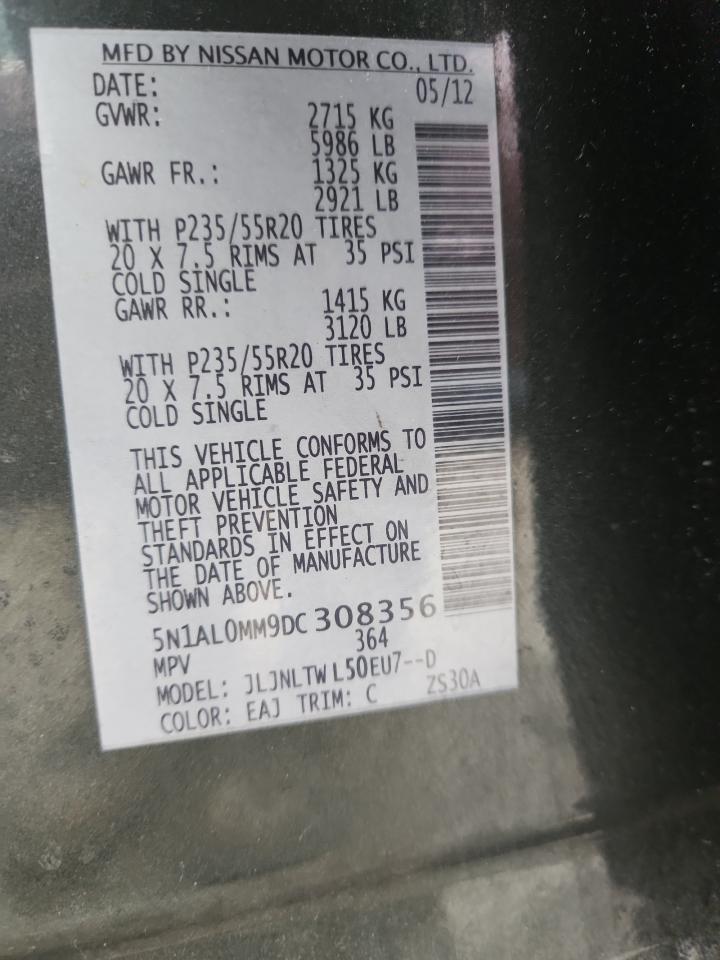 MFD BY NISSAN MOTOR CO., LTD.
DATE: 05/12
GVWR: 2715 KG
5986 LB
GAWR FR.: 1325 KG
2921 LB
WITH P235/55R20 TIRES
20 X 7.5 RIMS AT 35 PSI
COLD SINGLE
GAWR RR.: 1415 KG
3120 LB
WITH P235/55R20 TIRES
20 X 7.5 RIMS AT 35 PSI
COLD SINGLE
THIS VEHICLE CONFORMS TO
ALL APPLICABLE FEDERAL
MOTOR VEHICLE SAFETY AND
THEFT PREVENTION
STANDARDS IN EFFECT ON
THE DATE OF MANUFACTURE
SHOWN ABOVE.
5N1AL0MM9DC 308356
MPV 364
MODEL: JLJNLTW L50EU7--D
COLOR: EAJ TRIM: C ZS30A